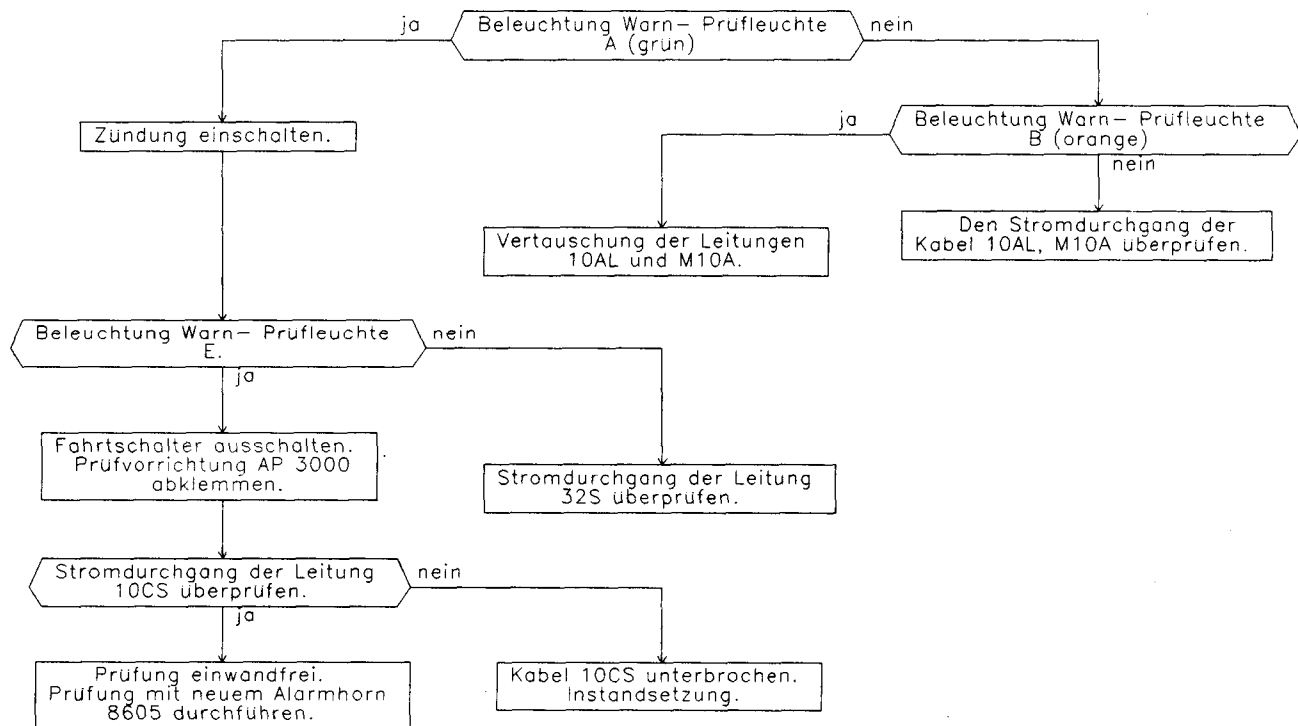 ja
Beleuchtung Warn- Prüfleuchte
A (grün)
nein
Zündung einschalten.
ja
Beleuchtung Warn- Prüfleuchte
B (orange)
nein
Vertauschung der Leitungen
10AL und M10A.
Den Stromdurchgang der
Kabel 10AL, M10A überprüfen.
Beleuchtung Warn- Prüfleuchte
E.
nein
ja
Fahrtschalter ausschalten.
Prüfvorrichtung AP 3000
abklemmen.
Stromdurchgang der Leitung
32S überprüfen.
Stromdurchgang der Leitung
10CS überprüfen.
nein
ja
Prüfung einwandfrei.
Prüfung mit neuem Alarmhorn
8605 durchführen.
Kabel 10CS unterbrochen.
Instandsetzung.